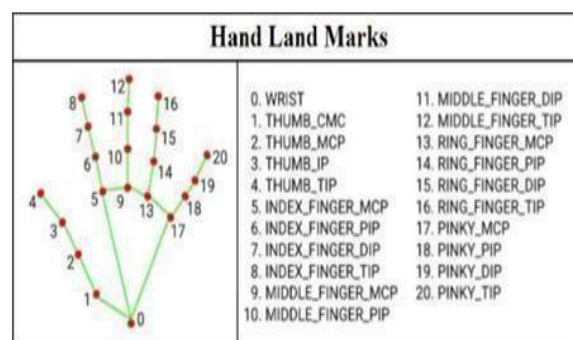 Hand Land Marks
12
8
16
11
7
15
20
10
6
14
19
4
5
9
13
18
3
17
2
1
0
0. WRIST
1. THUMB_CMC
2. THUMB_MCP
3. THUMB_IP
4. THUMB_TIP
5. INDEX_FINGER_MCP
6. INDEX_FINGER_PIP
7. INDEX_FINGER_DIP
8. INDEX_FINGER_TIP
9. MIDDLE_FINGER_MCP
10. MIDDLE_FINGER_PIP
11. MIDDLE_FINGER_DIP
12. MIDDLE_FINGER_TIP
13. RING_FINGER_MCP
14. RING_FINGER_PIP
15. RING_FINGER_DIP
16. RING_FINGER_TIP
17. PINKY_MCP
18. PINKY_PIP
19. PINKY_DIP
20. PINKY_TIP